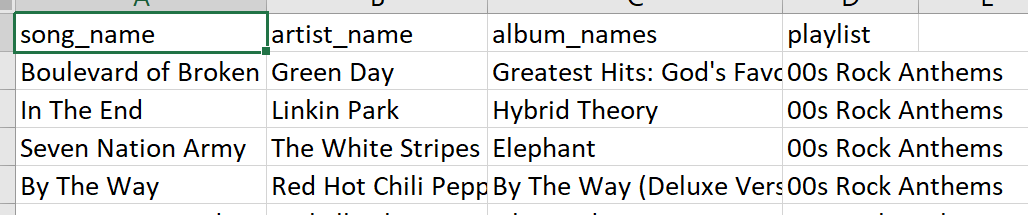 song_name artist_name album_names playlist
Boulevard of Broken Green Day Greatest Hits: God's Favo 00s Rock Anthems
In The End Linkin Park Hybrid Theory 00s Rock Anthems
Seven Nation Army The White Stripes Elephant 00s Rock Anthems
By The Way Red Hot Chili Pepp By The Way (Deluxe Vers 00s Rock Anthems